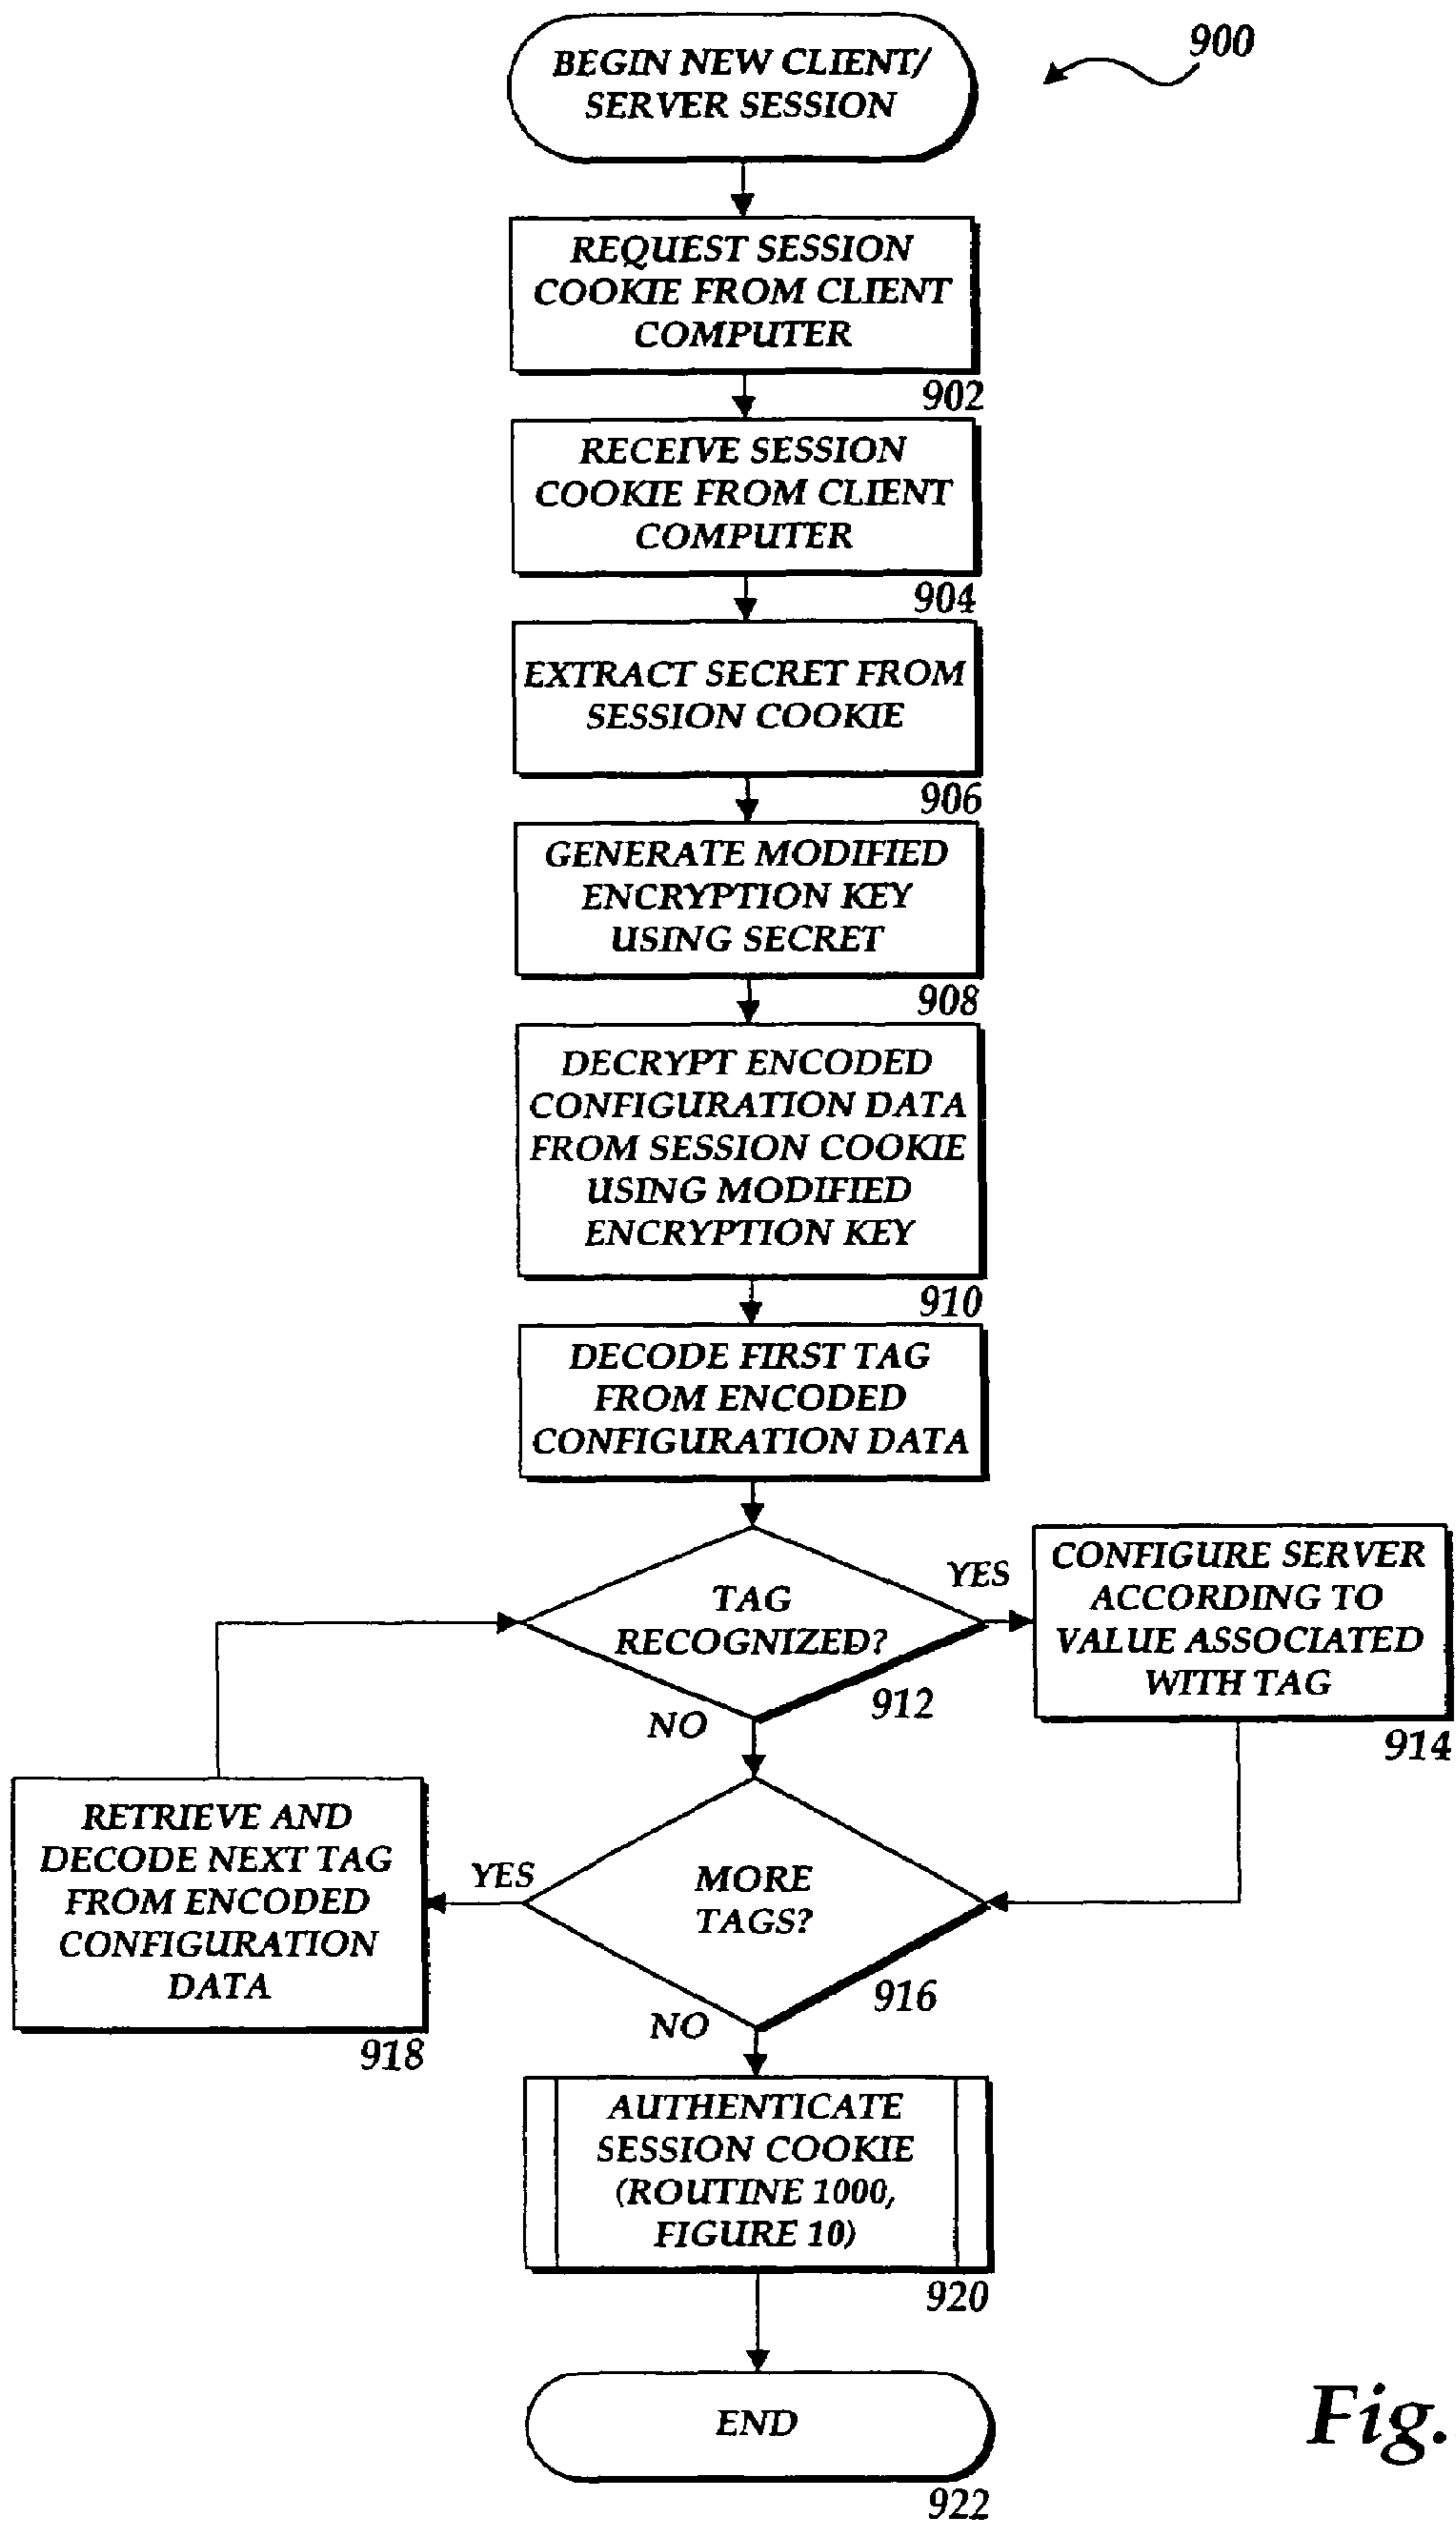 900
BEGIN NEW CLIENT/
SERVER SESSION
REQUEST SESSION
COOKIE FROM CLIENT
COMPUTER
902
RECEIVE SESSION
COOKIE FROM CLIENT
COMPUTER
904
EXTRACT SECRET FROM
SESSION COOKIE
906
GENERATE MODIFIED
ENCRYPTION KEY
USING SECRET
908
DECRYPT ENCODED
CONFIGURATION DATA
FROM SESSION COOKIE
USING MODIFIED
ENCRYPTION KEY
910
DECODE FIRST TAG
FROM ENCODED
CONFIGURATION DATA
TAG
RECOGNIZED?
912
YES
NO
CONFIGURE SERVER
ACCORDING TO
VALUE ASSOCIATED
WITH TAG
914
MORE
TAGS?
916
YES
NO
RETRIEVE AND
DECODE NEXT TAG
FROM ENCODED
CONFIGURATION
DATA
918
AUTHENTICATE
SESSION COOKIE
(ROUTINE 1000,
FIGURE 10)
920
END
922
Fig.